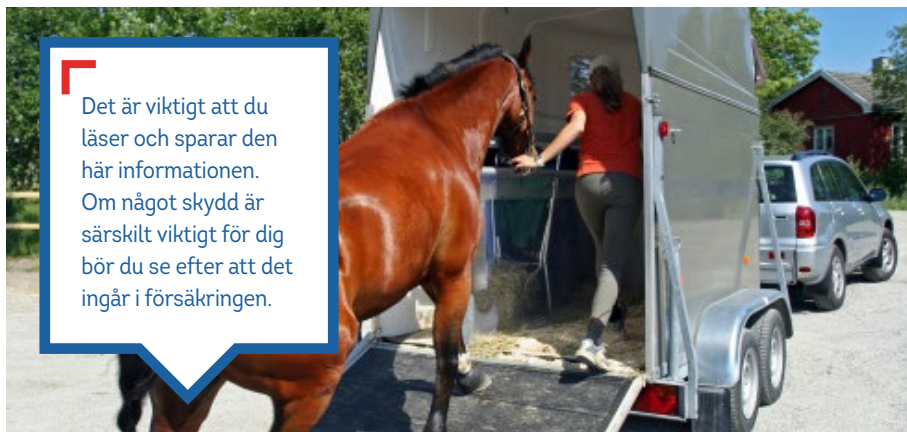 Det är viktigt att du
läser och sparar den
här informationen.
Om något skydd är
särskilt viktigt för dig
bör du se efter att det
ingår i försäkringen.